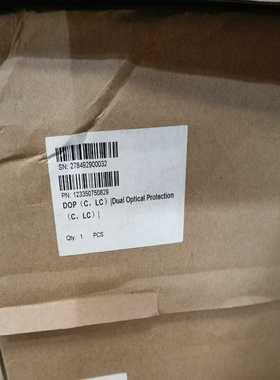 SN: 278492900032
PN: 123350750829
DOP (C, LC) |Dual Optical Protection
(C, LC) |
Qty: 1 PCS